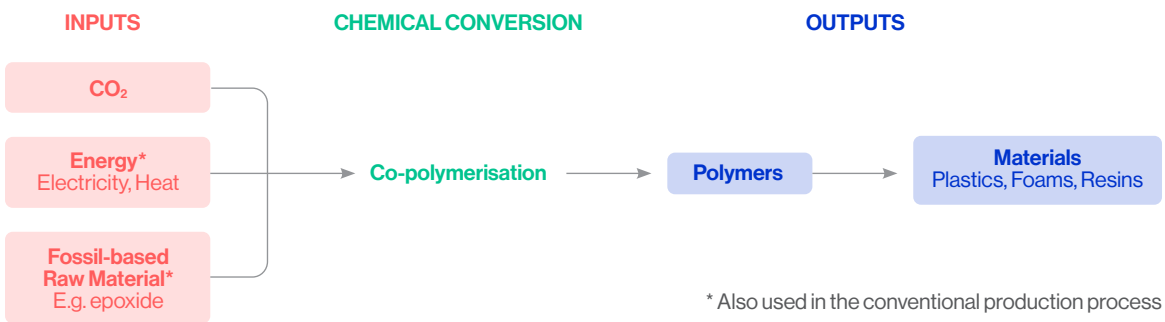 INPUTS
CHEMICAL CONVERSION
OUTPUTS
CO₂
Energy*
Electricity, Heat
Fossil-based
Raw Material*
E.g. epoxide
Co-polymerisation
Polymers
Materials
Plastics, Foams, Resins
* Also used in the conventional production process